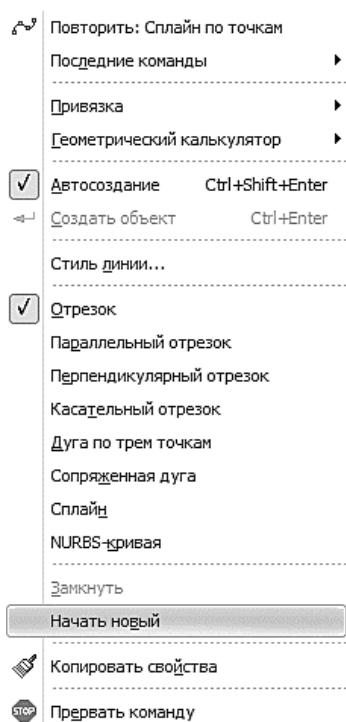 Повторить: Сплайн по точкам
Последние команды
Привязка
Геометрический калькулятор
Автосоздание Ctrl+Shift+Enter
Создать объект Ctrl+Enter
Стиль линии...
Отрезок
Параллельный отрезок
Перпендикулярный отрезок
Касательный отрезок
Дуга по трем точкам
Сопряженная дуга
Сплайн
NURBS-кривая
Замкнуть
Начать новый
Копировать свойства
STOP Прервать команду